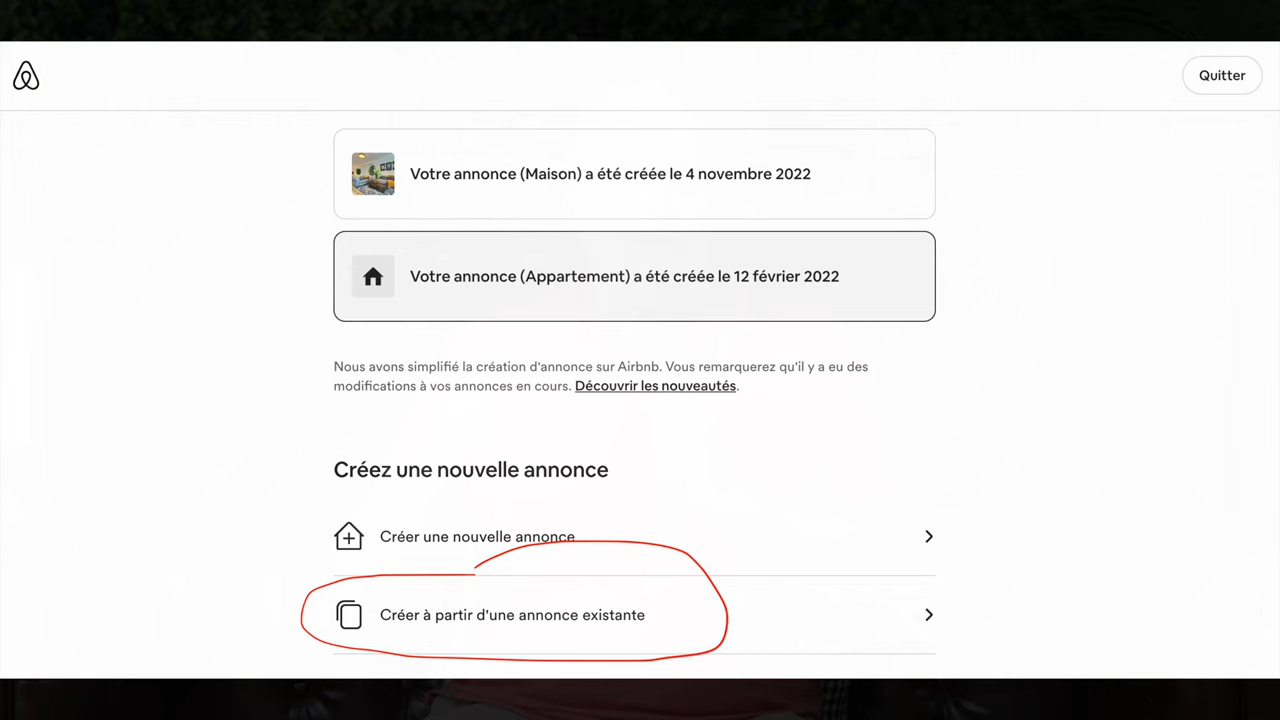 Quitter
Votre annonce (Maison) a été créée le 4 novembre 2022
Votre annonce (Appartement) a été créée le 12 février 2022
Nous avons simplifié la création d'annonce sur Airbnb. Vous remarquerez qu'il y a eu des
modifications à vos annonces en cours. Découvrir les nouveautés.
Créez une nouvelle annonce
Créer une nouvelle annonce
Créer à partir d'une annonce existante